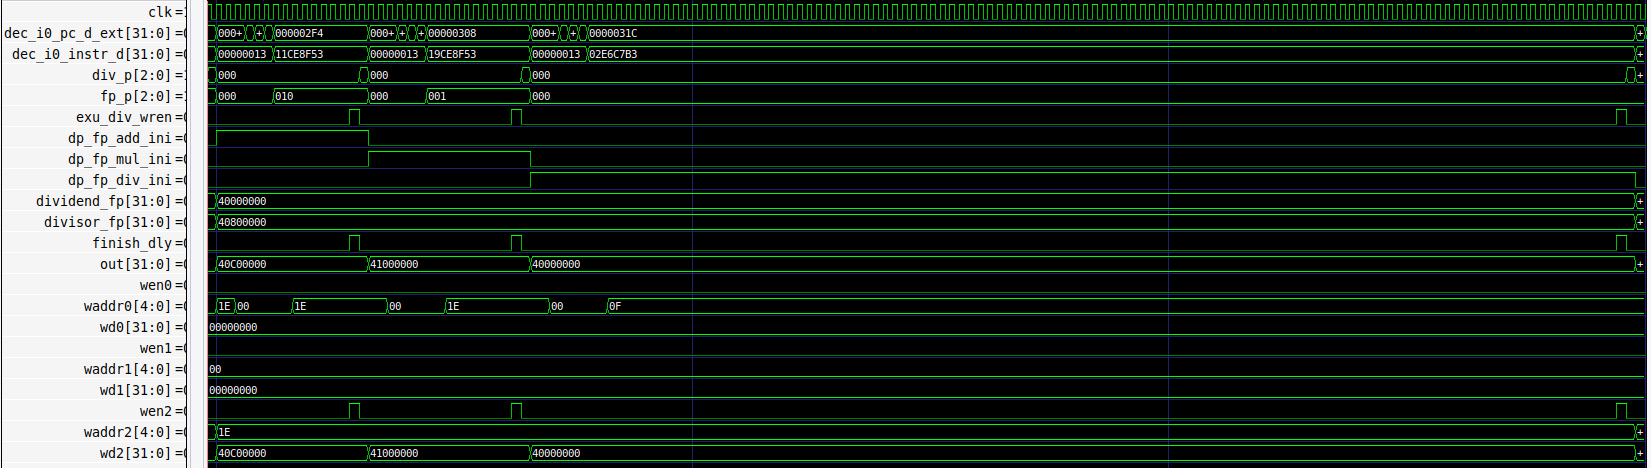 clk =
dec_i0_pc_d_ext[31:0] = 000+ + 000002F4 000+ + + 00000308 000+ + 0000031C +
dec_i0_instr_d[31:0] = 00000013 11CE8F53 00000013 19CE8F53 00000013 02E6C7B3 +
div_p[2:0] = 000 000 000 +
fp_p[2:0] = 000 010 000 001 000
exu_div_wren =
dp_fp_add_ini =
dp_fp_mul_ini =
dp_fp_div_ini =
dividend_fp[31:0] = 40000000 +
divisor_fp[31:0] = 40800000 +
finish_dly =
out[31:0] = 40C00000 41000000 40000000 +
wen0
waddr0[4:0] = 1E 00 1E 00 1E 00 0F
wd0[31:0] = 00000000
wen1
waddr1[4:0] = 00
wd1[31:0] = 00000000
wen2 =
waddr2[4:0] = 1E +
wd2[31:0] = 40C00000 41000000 40000000 +